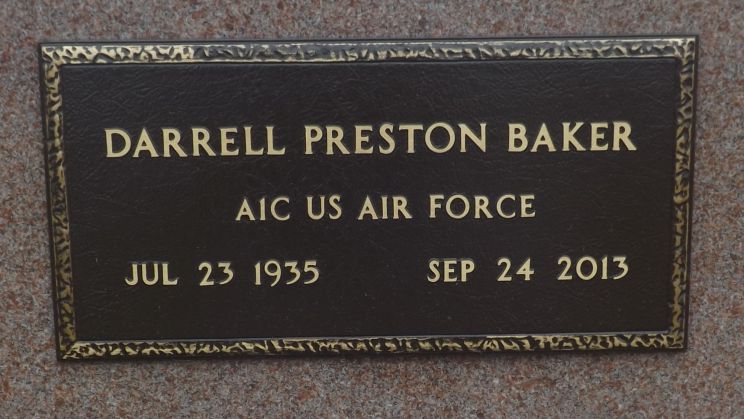 DARRELL PRESTON BAKER
A1C US AIR FORCE
JUL 23 1935 SEP 24 2013